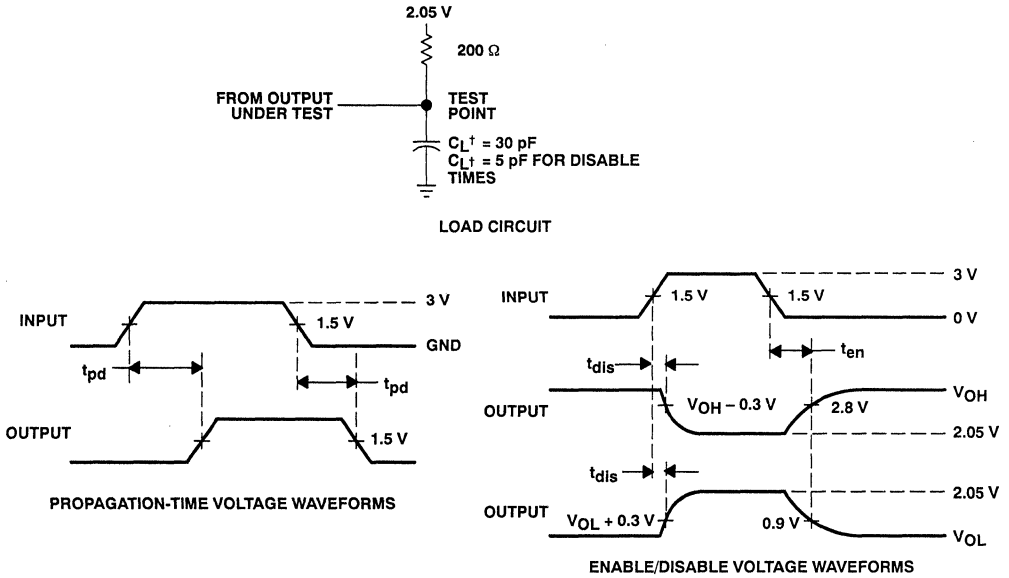 2.05 V
200 Ω
FROM OUTPUT
UNDER TEST
TEST
POINT
CL† = 30 pF
CL† = 5 pF FOR DISABLE
TIMES
LOAD CIRCUIT
INPUT
3 V
1.5 V
GND
tpd
tpd
OUTPUT
1.5 V
PROPAGATION-TIME VOLTAGE WAVEFORMS
INPUT
3 V
1.5 V
1.5 V
0 V
ten
tdis
OUTPUT
VOH – 0.3 V
2.8 V
VOH
2.05 V
tdis
OUTPUT
VOL + 0.3 V
0.9 V
2.05 V
VOL
ENABLE/DISABLE VOLTAGE WAVEFORMS